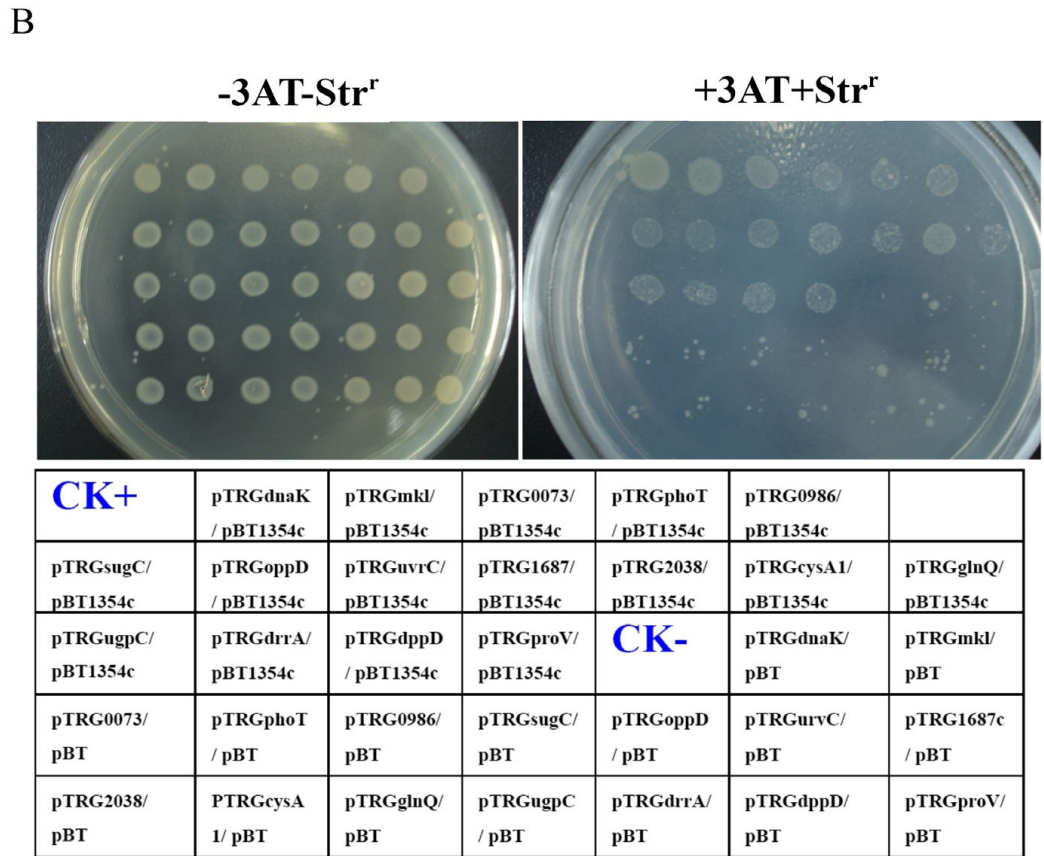 B
-3AT-Strʳ
+3AT+Strʳ
CK+
pTRGdnaK
/ pBT1354c
pTRGmkl/
pBT1354c
pTRG0073/
pBT1354c
pTRGphoT
/ pBT1354c
pTRG0986/
pBT1354c
pTRGsugC/
pBT1354c
pTRGoppD
/ pBT1354c
pTRGuvrC/
pBT1354c
pTRG1687/
pBT1354c
pTRG2038/
pBT1354c
pTRGcysA1/
pBT1354c
pTRGglnQ/
pBT1354c
pTRGugpC/
pBT1354c
pTRGdrrA/
pBT1354c
pTRGdppD
/ pBT1354c
pTRGproV/
pBT1354c
CK-
pTRGdnaK/
pBT
pTRGmkl/
pBT
pTRG0073/
pBT
pTRGphoT
/ pBT
pTRG0986/
pBT
pTRGsugC/
pBT
pTRGoppD
/ pBT
pTRGurvC/
pBT
pTRG1687c
/ pBT
pTRG2038/
pBT
PTRGcysA
1/ pBT
pTRGglnQ/
pBT
pTRGugpC
/ pBT
pTRGdrrA/
pBT
pTRGdppD/
pBT
pTRGproV/
pBT